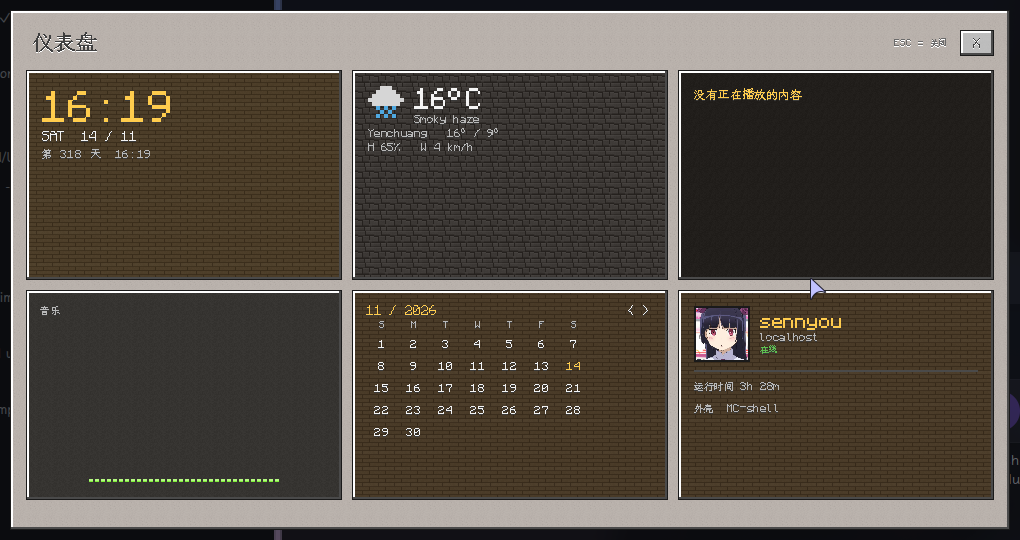 仪表盘
ESC = 关闭
X
16:19
SAT 14 / 11
第 318 天 16:19
16°C
Smoky haze
Yenchuang 16° / 9°
H 65% W 4 km/h
没有正在播放的内容
音乐
11 / 2026 < >
S M T W T F S
1 2 3 4 5 6 7
8 9 10 11 12 13 14
15 16 17 18 19 20 21
22 23 24 25 26 27 28
29 30
sennyou
localhost
在线
运行时间 3h 28m
外壳 MC-shell